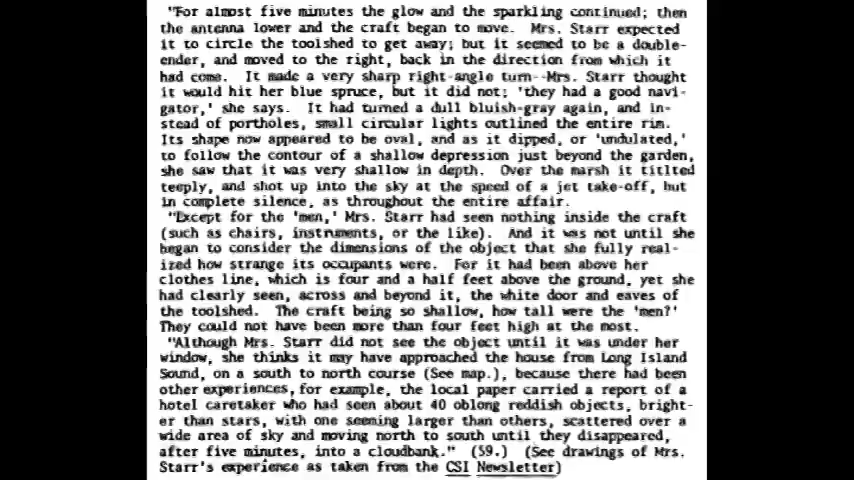 "For almost five minutes the glow and the sparkling continued; then
the antenna lower and the craft began to move. Mrs. Starr expected
it to circle the toolshed to get away; but it seemed to be a double-
ender, and moved to the right, back in the direction from which it
had come. It made a very sharp right-angle turn--Mrs. Starr thought
it would hit her blue spruce, but it did not; 'they had a good navi-
gator,' she says. It had turned a dull bluish-gray again, and in-
stead of portholes, small circular lights outlined the entire rim.
Its shape now appeared to be oval, and as it dipped, or 'undulated,'
to follow the contour of a shallow depression just beyond the garden,
she saw that it was very shallow in depth. Over the marsh it titlted
teeply, and shot up into the sky at the speed of a jet take-off, but
in complete silence, as throughout the entire affair.
"Except for the 'men,' Mrs. Starr had seen nothing inside the craft
(such as chairs, instruments, or the like). And it was not until she
began to consider the dimensions of the object that she fully real-
ized how strange its occupants were. For it had been above her
clothes line, which is four and a half feet above the ground, yet she
had clearly seen, across and beyond it, the white door and eaves of
the toolshed. The craft being so shallow, how tall were the 'men?'
They could not have been more than four feet high at the most.
"Although Mrs. Starr did not see the object until it was under her
window, she thinks it may have approached the house from Long Island
Sound, on a south to north course (See map.), because there had been
other experiences, for example, the local paper carried a report of a
hotel caretaker who had seen about 40 oblong reddish objects, bright-
er than stars, with one seeming larger than others, scattered over a
wide area of sky and moving north to south until they disappeared,
after five minutes, into a cloudbank." (59.) (See drawings of Mrs.
Starr's experience as taken from the CSI Newsletter)